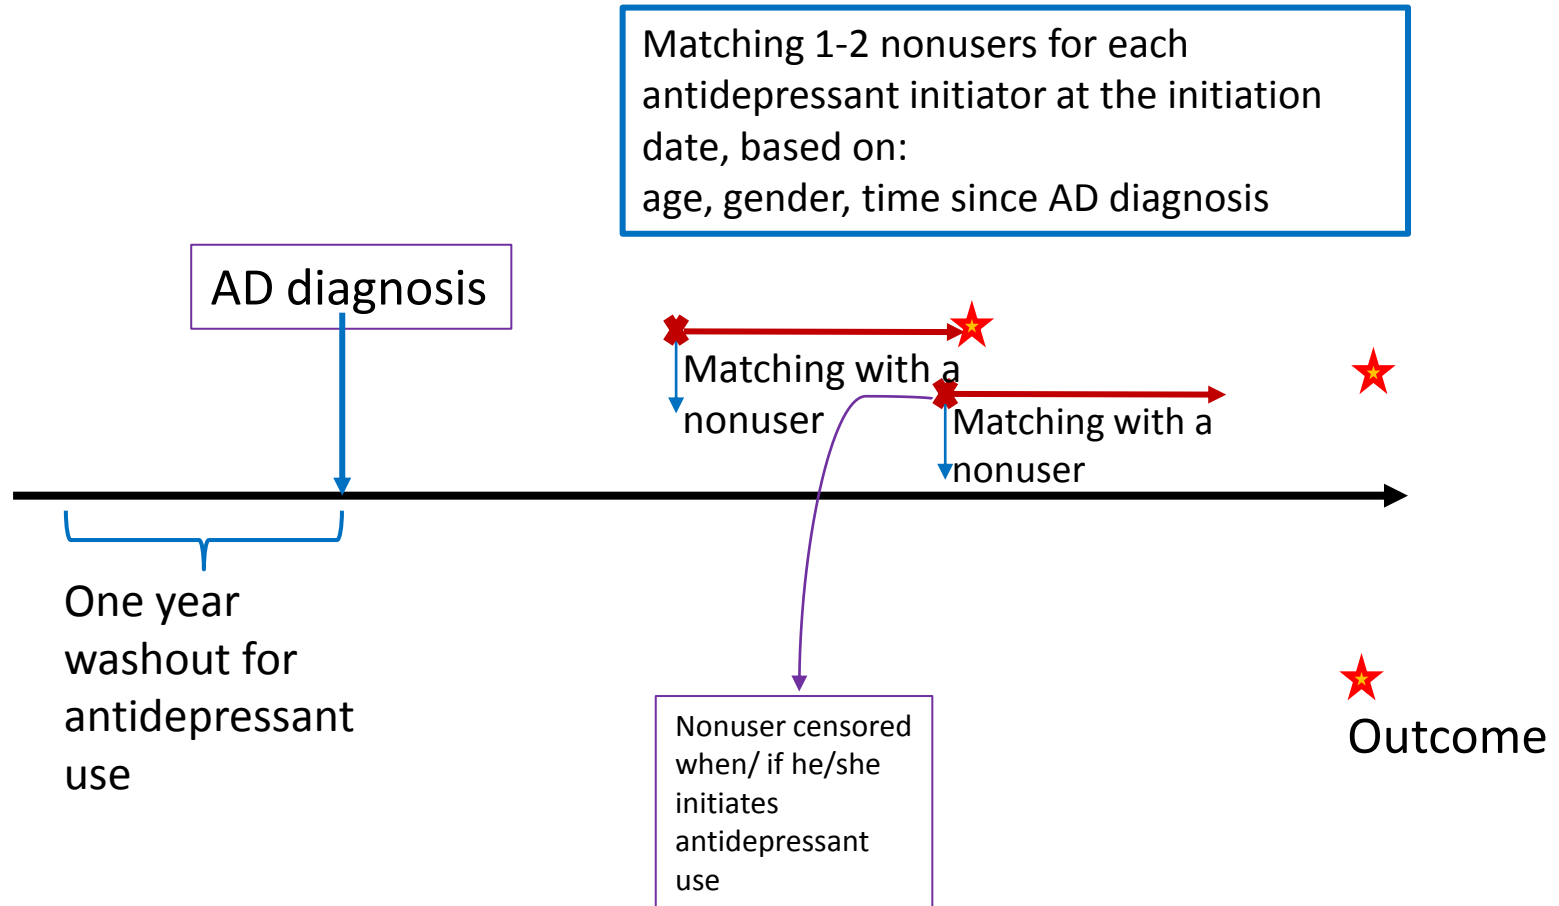 Matching 1-2 nonusers for each
antidepressant initiator at the initiation
date, based on:
age, gender, time since AD diagnosis
AD diagnosis
Matching with a
nonuser
Matching with a
nonuser
One year
washout for
antidepressant
use
Nonuser censored
when/ if he/she
initiates
antidepressant
use
Outcome